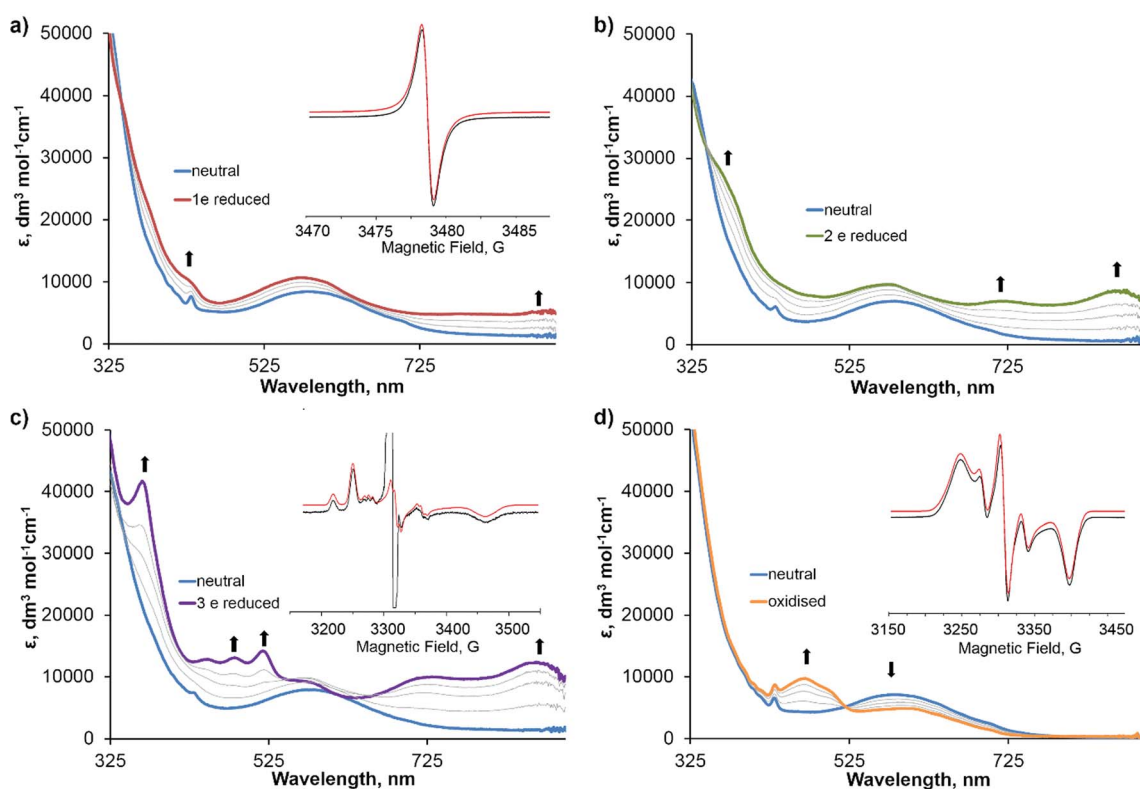 a)
50000
40000
30000
20000
10000
0
ε, dm³ mol⁻¹cm⁻¹
neutral
1e reduced
3470 3475 3480 3485
Magnetic Field, G
325 525 725
Wavelength, nm
b)
50000
40000
30000
20000
10000
0
ε, dm³ mol⁻¹cm⁻¹
neutral
2 e reduced
325 525 725
Wavelength, nm
c)
50000
40000
30000
20000
10000
0
ε, dm³ mol⁻¹cm⁻¹
neutral
3 e reduced
3200 3300 3400 3500
Magnetic Field, G
325 525 725
Wavelength, nm
d)
50000
40000
30000
20000
10000
0
ε, dm³ mol⁻¹cm⁻¹
neutral
oxidised
3150 3250 3350 3450
Magnetic Field, G
325 525 725
Wavelength, nm